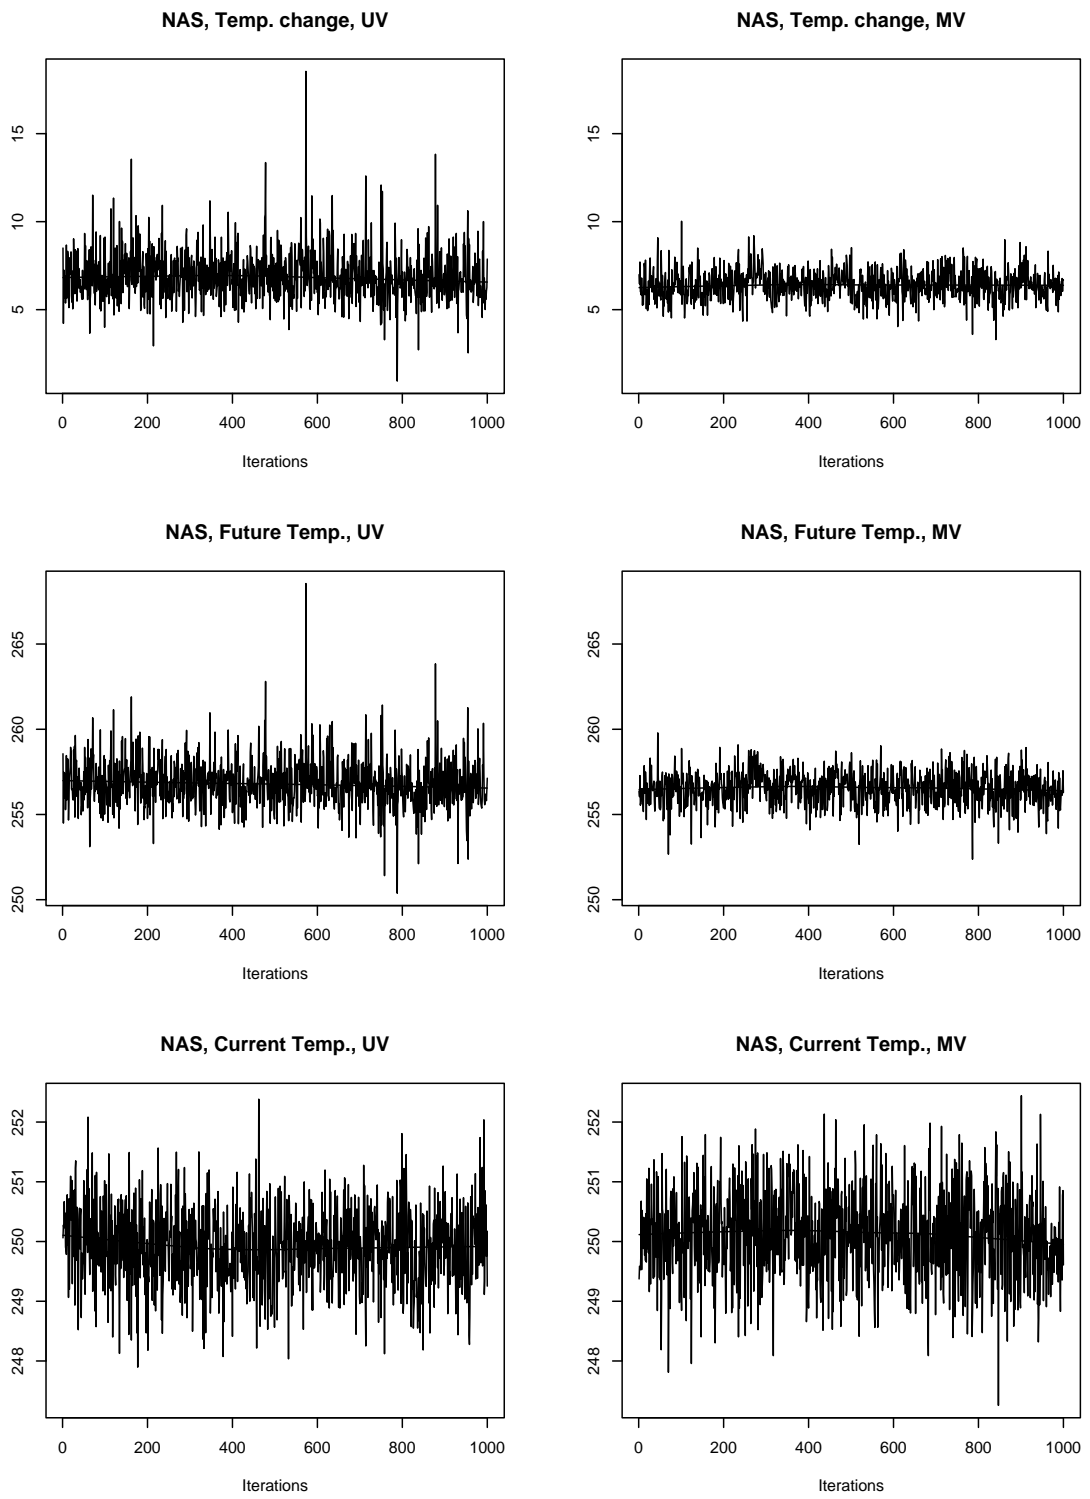 NAS, Temp. change, UV
5 10 15
0 200 400 600 800 1000
Iterations
NAS, Temp. change, MV
5 10 15
0 200 400 600 800 1000
Iterations
NAS, Future Temp., UV
250 255 260 265
0 200 400 600 800 1000
Iterations
NAS, Future Temp., MV
250 255 260 265
0 200 400 600 800 1000
Iterations
NAS, Current Temp., UV
248 249 250 251 252
0 200 400 600 800 1000
Iterations
NAS, Current Temp., MV
248 249 250 251 252
0 200 400 600 800 1000
Iterations